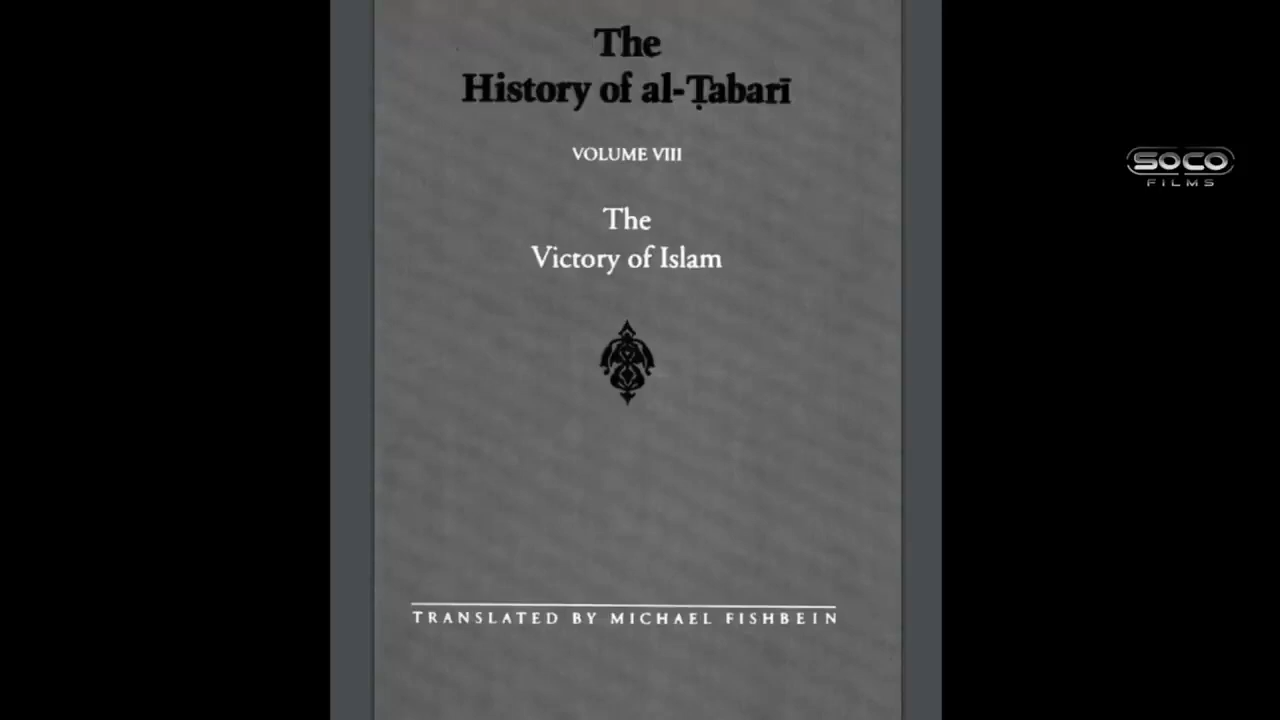 The
History of al-Ṭabarī
VOLUME VIII
The
Victory of Islam
TRANSLATED BY MICHAEL FISHBEIN
SOCO
FILMS